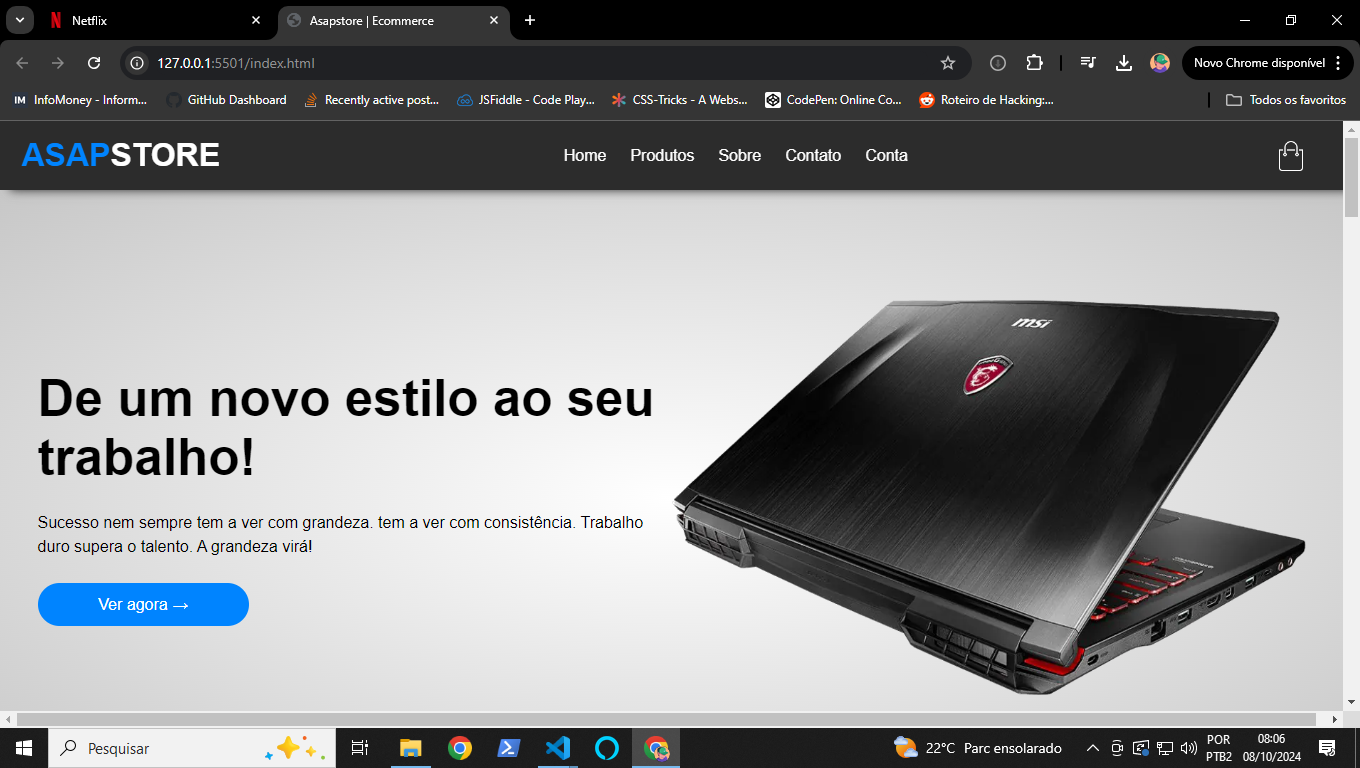 Netflix
Asapstore | Ecommerce
127.0.0.1:5501/index.html
Novo Chrome disponível
IM InfoMoney - Inform...
GitHub Dashboard
Recently active post...
JSFiddle - Code Play...
CSS-Tricks - A Webs...
CodePen: Online Co...
Roteiro de Hacking:...
Todos os favoritos
ASAPSTORE
Home
Produtos
Sobre
Contato
Conta
msi
De um novo estilo ao seu
trabalho!
Sucesso nem sempre tem a ver com grandeza. tem a ver com consistência. Trabalho
duro supera o talento. A grandeza virá!
Ver agora →
Pesquisar
22°C Parc ensolarado
POR
PTB2
08:06
08/10/2024